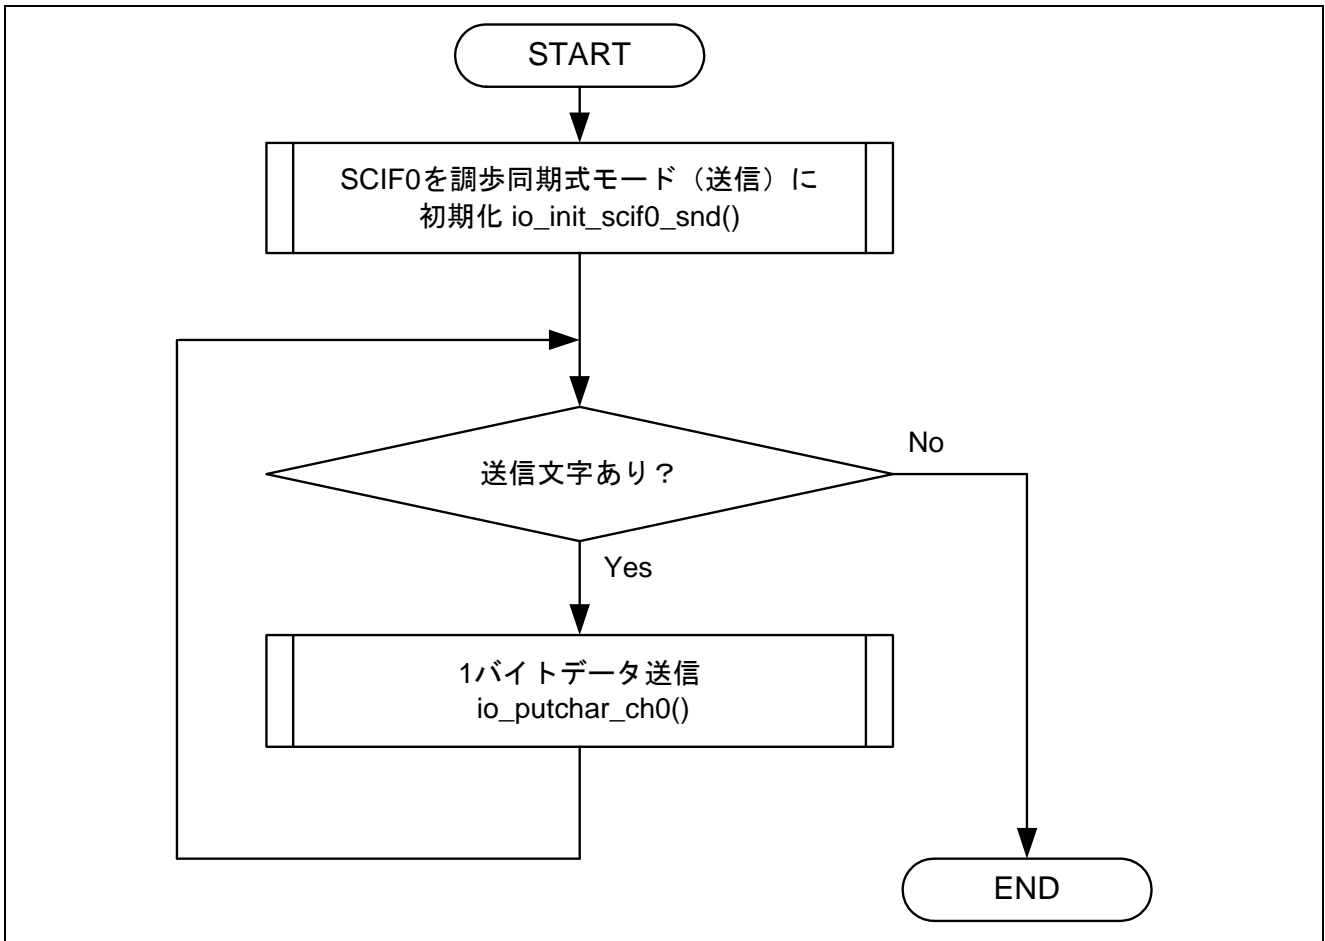 START
SCIF0を調歩同期式モード（送信）に
初期化 io_init_scif0_snd()
送信文字あり？
No
Yes
1バイトデータ送信
io_putchar_ch0()
END